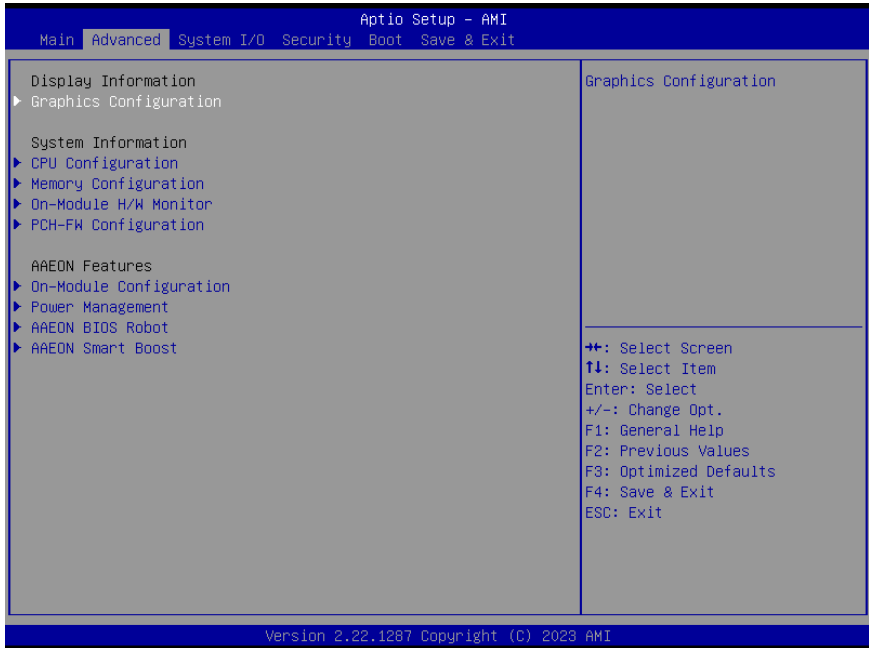 Aptio Setup - AMI
Main Advanced System I/O Security Boot Save & Exit
Display Information
Graphics Configuration
System Information
CPU Configuration
Memory Configuration
On-Module H/W Monitor
PCH-FW Configuration
AAEON Features
On-Module Configuration
Power Management
AAEON BIOS Robot
AAEON Smart Boost
Graphics Configuration
→←: Select Screen
↑↓: Select Item
Enter: Select
+/-: Change Opt.
F1: General Help
F2: Previous Values
F3: Optimized Defaults
F4: Save & Exit
ESC: Exit
Version 2.22.1287 Copyright (C) 2023 AMI